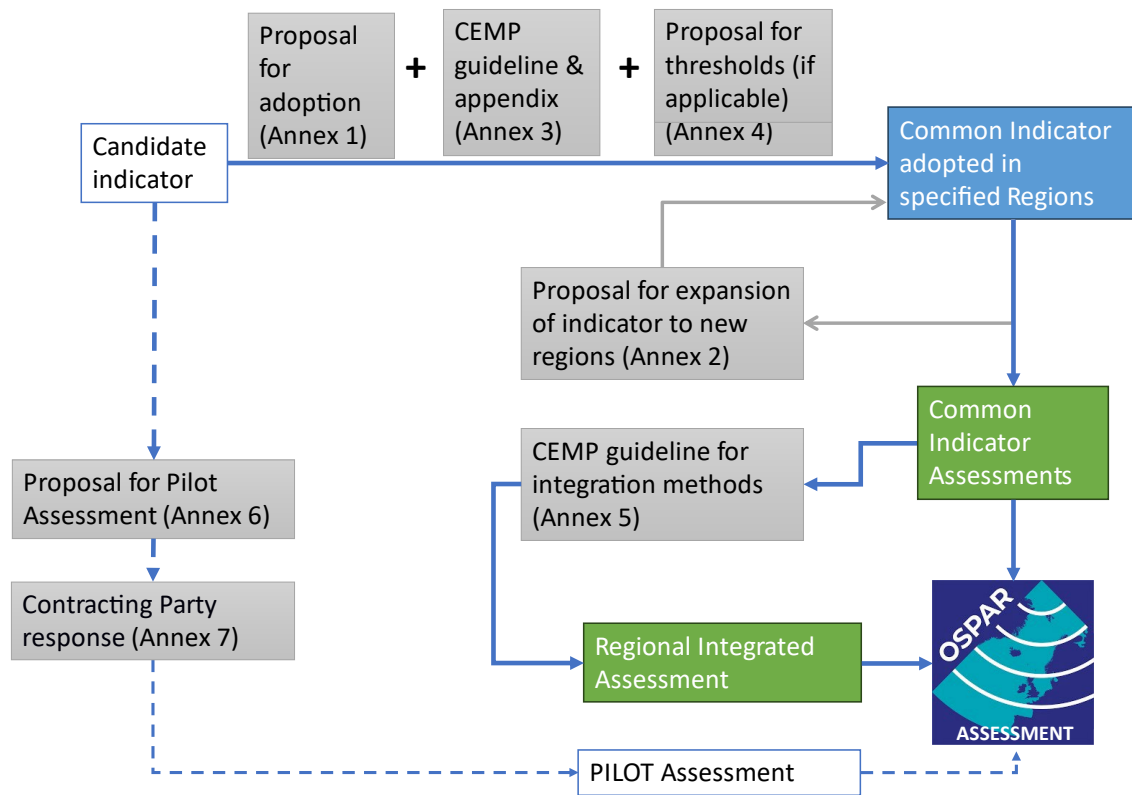 Proposal
for
adoption
(Annex 1)
+
CEMP
guideline &
appendix
(Annex 3)
+
Proposal for
thresholds (if
applicable)
(Annex 4)
Candidate
indicator
Common Indicator
adopted in
specified Regions
Proposal for expansion
of indicator to new
regions (Annex 2)
Common
Indicator
Assessments
CEMP guideline for
integration methods
(Annex 5)
Proposal for Pilot
Assessment (Annex 6)
Contracting Party
response (Annex 7)
Regional Integrated
Assessment
OSPAR
ASSESSMENT
PILOT Assessment